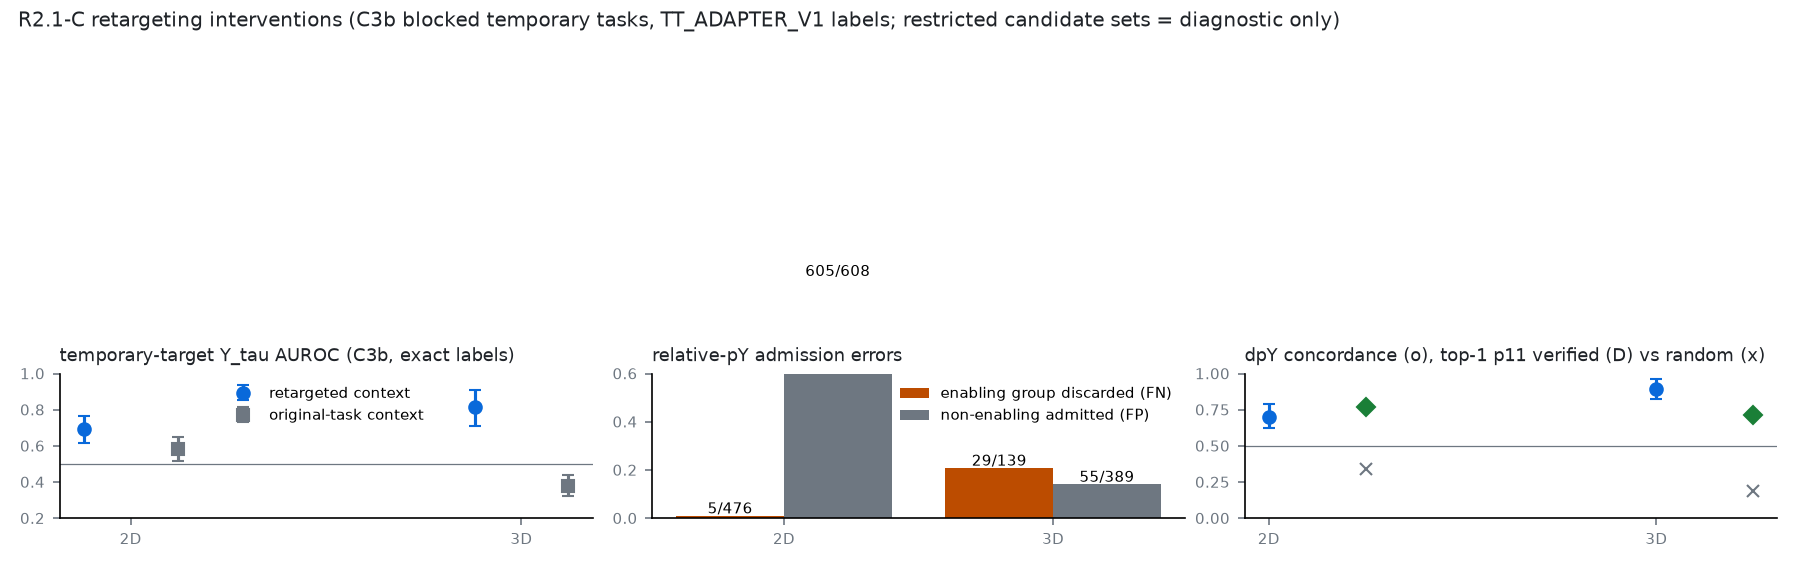 R2.1-C retargeting interventions (C3b blocked temporary tasks, TT_ADAPTER_V1 labels; restricted candidate sets = diagnostic only)
temporary-target Y_tau AUROC (C3b, exact labels)
1.0
0.8
0.6
0.4
0.2
retargeted context
original-task context
2D
3D
relative-pY admission errors
605/608
0.6
0.4
0.2
0.0
enabling group discarded (FN)
non-enabling admitted (FP)
5/476
29/139
55/389
2D
3D
dpY concordance (o), top-1 p11 verified (D) vs random (x)
1.00
0.75
0.50
0.25
0.00
2D
3D